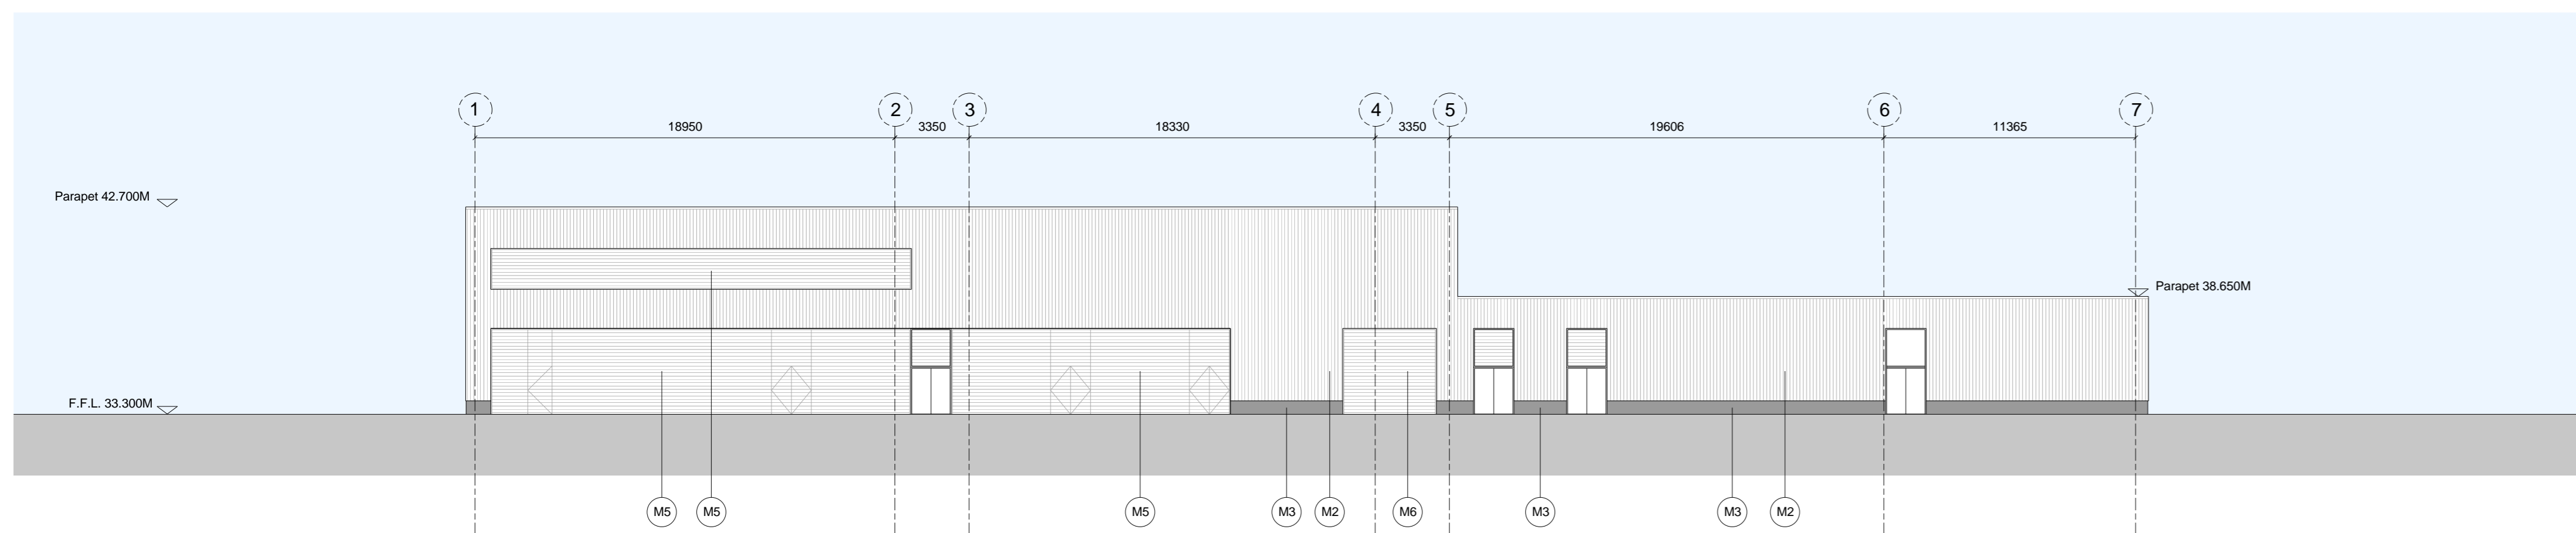 1 2 3 4 5 6 7
18950 3350 18330 3350 19606 11365
Parapet 42.700M
Parapet 38.650M
F.F.L. 33.300M
M5 M5 M5 M3 M2 M6 M3 M3 M2